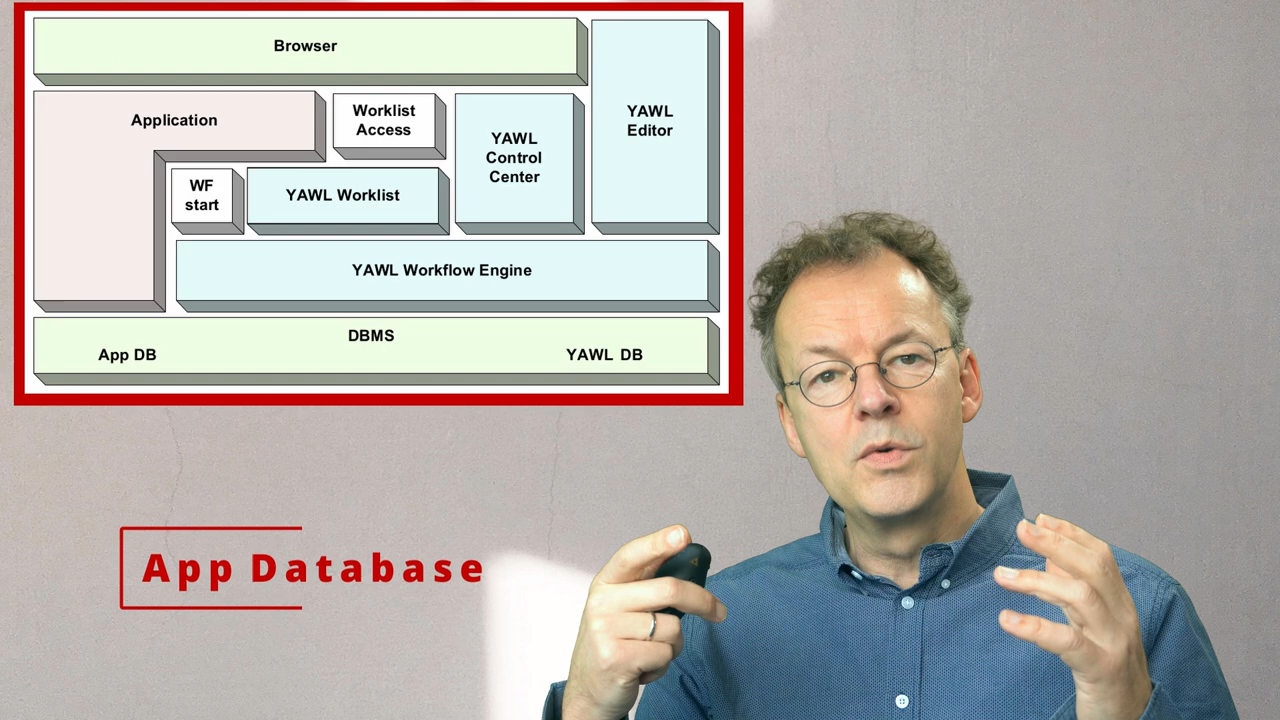 Browser
Application
Worklist
Access
YAWL
Control
Center
YAWL
Editor
WF
start
YAWL Worklist
YAWL Workflow Engine
DBMS
App DB
YAWL DB
App Database